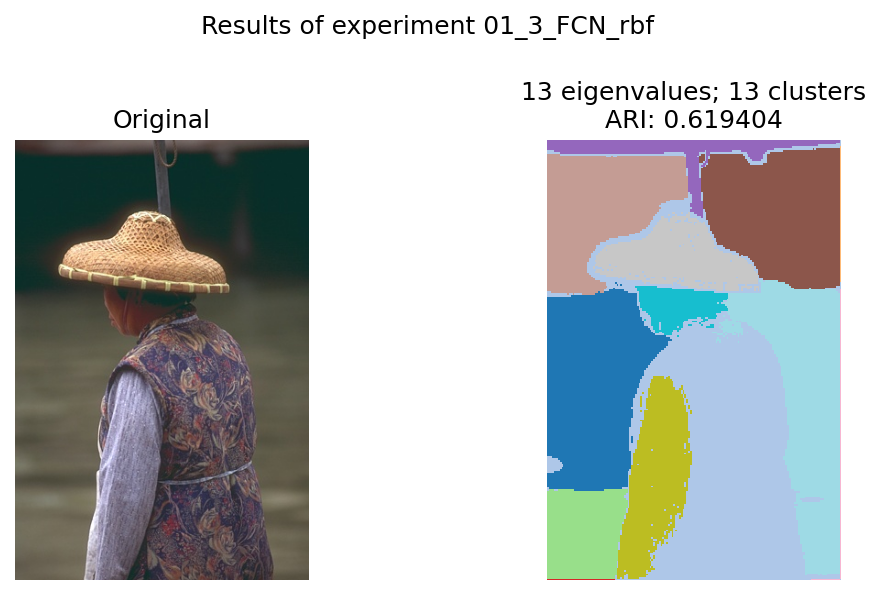 Results of experiment 01_3_FCN_rbf
Original
13 eigenvalues; 13 clusters
ARI: 0.619404